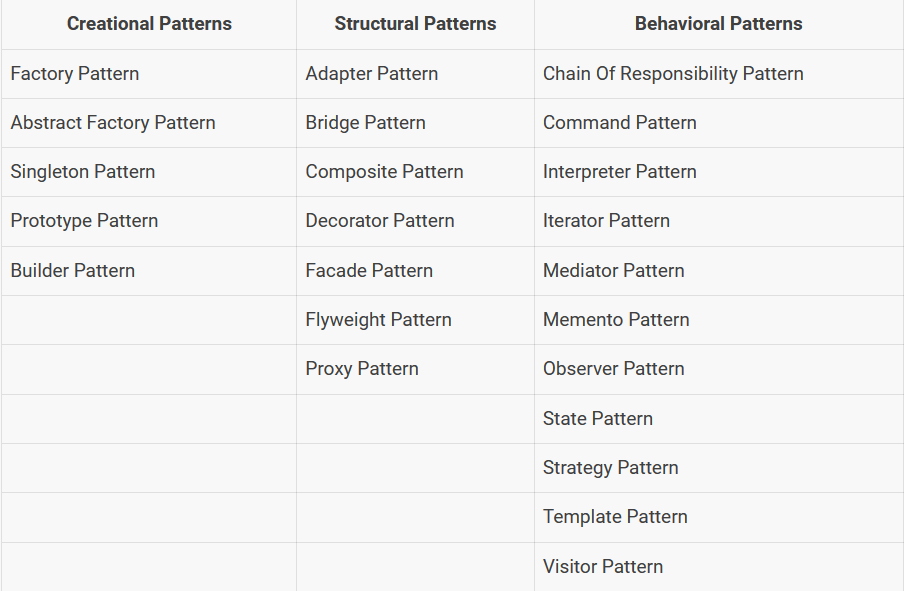 Creational Patterns Structural Patterns Behavioral Patterns
Factory Pattern Adapter Pattern Chain Of Responsibility Pattern
Abstract Factory Pattern Bridge Pattern Command Pattern
Singleton Pattern Composite Pattern Interpreter Pattern
Prototype Pattern Decorator Pattern Iterator Pattern
Builder Pattern Facade Pattern Mediator Pattern
Flyweight Pattern Memento Pattern
Proxy Pattern Observer Pattern
State Pattern
Strategy Pattern
Template Pattern
Visitor Pattern